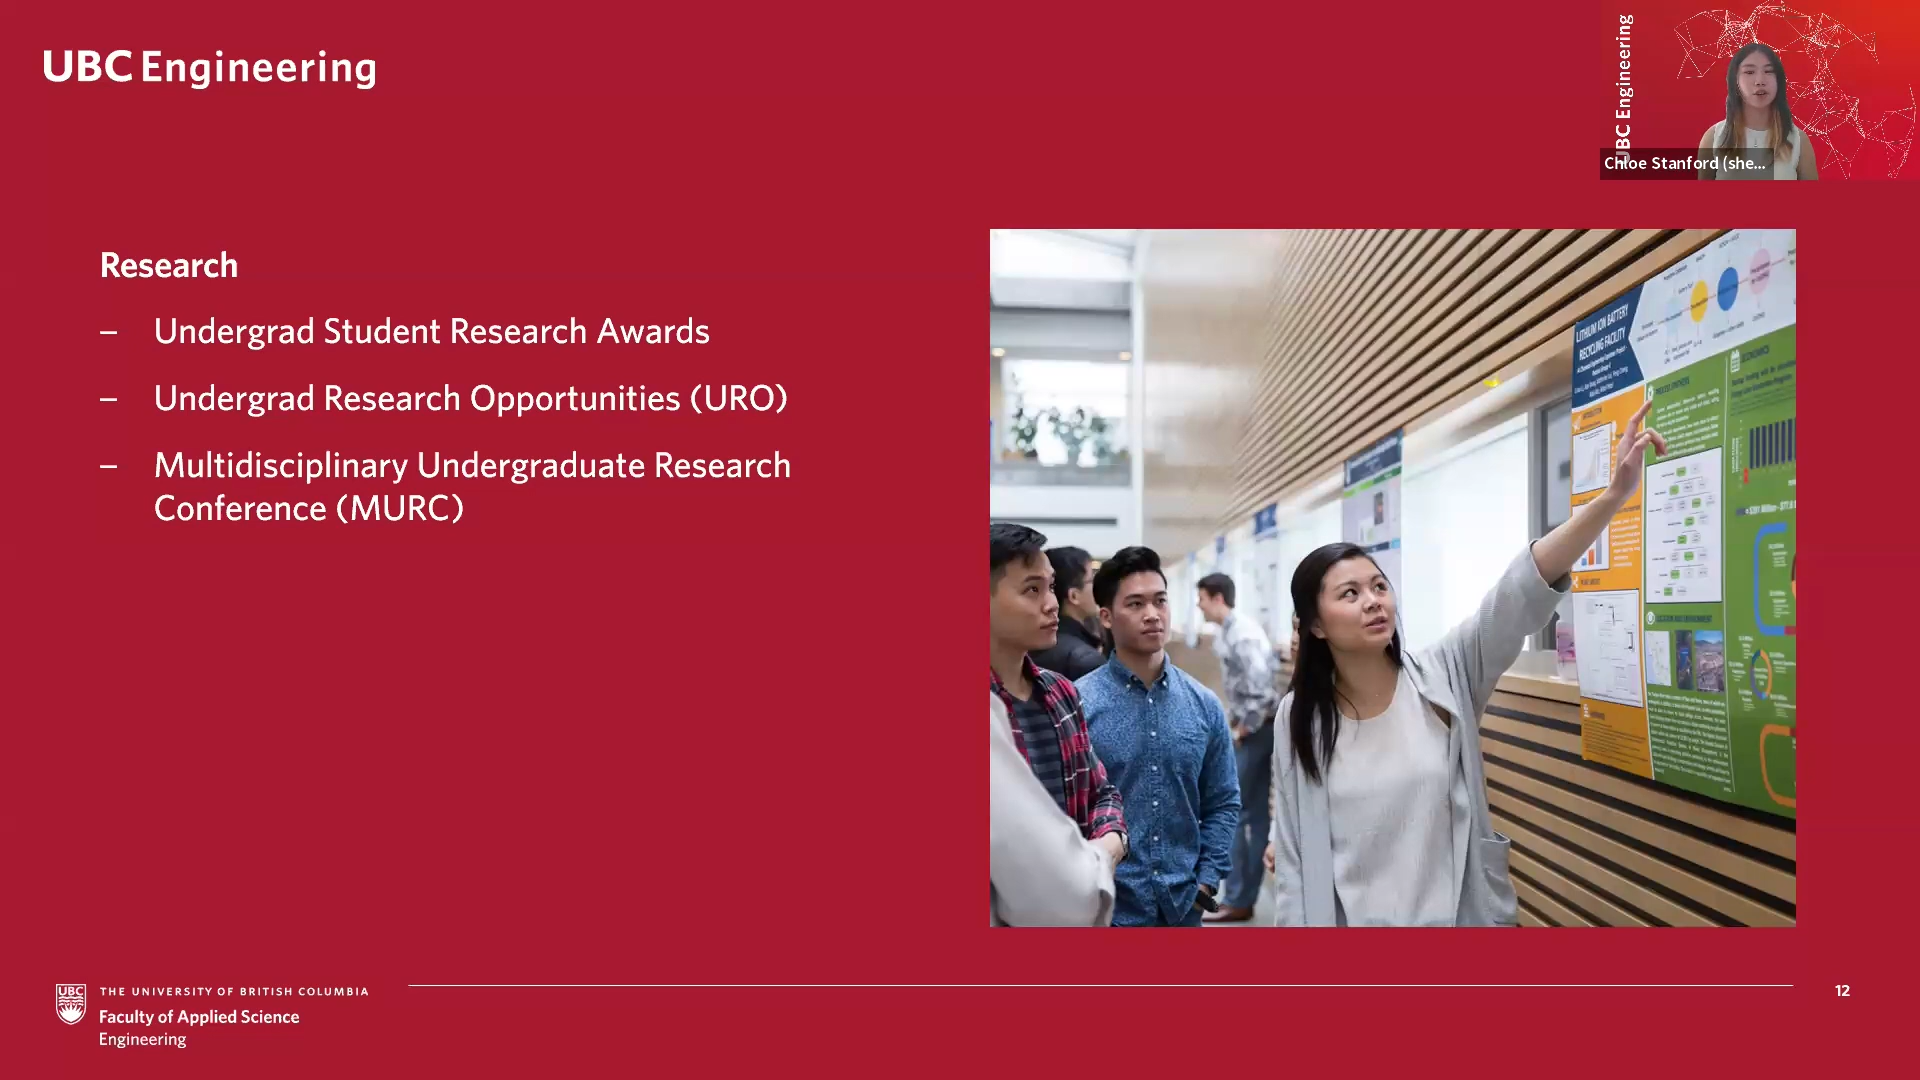 UBC Engineering
UBC Engineering
Chloe Stanford (she...
Research
– Undergrad Student Research Awards
– Undergrad Research Opportunities (URO)
– Multidisciplinary Undergraduate Research
Conference (MURC)
LITHIUM ION BATTERY
RECYCLING FACILITY
UBC
THE UNIVERSITY OF BRITISH COLUMBIA
Faculty of Applied Science
Engineering
12